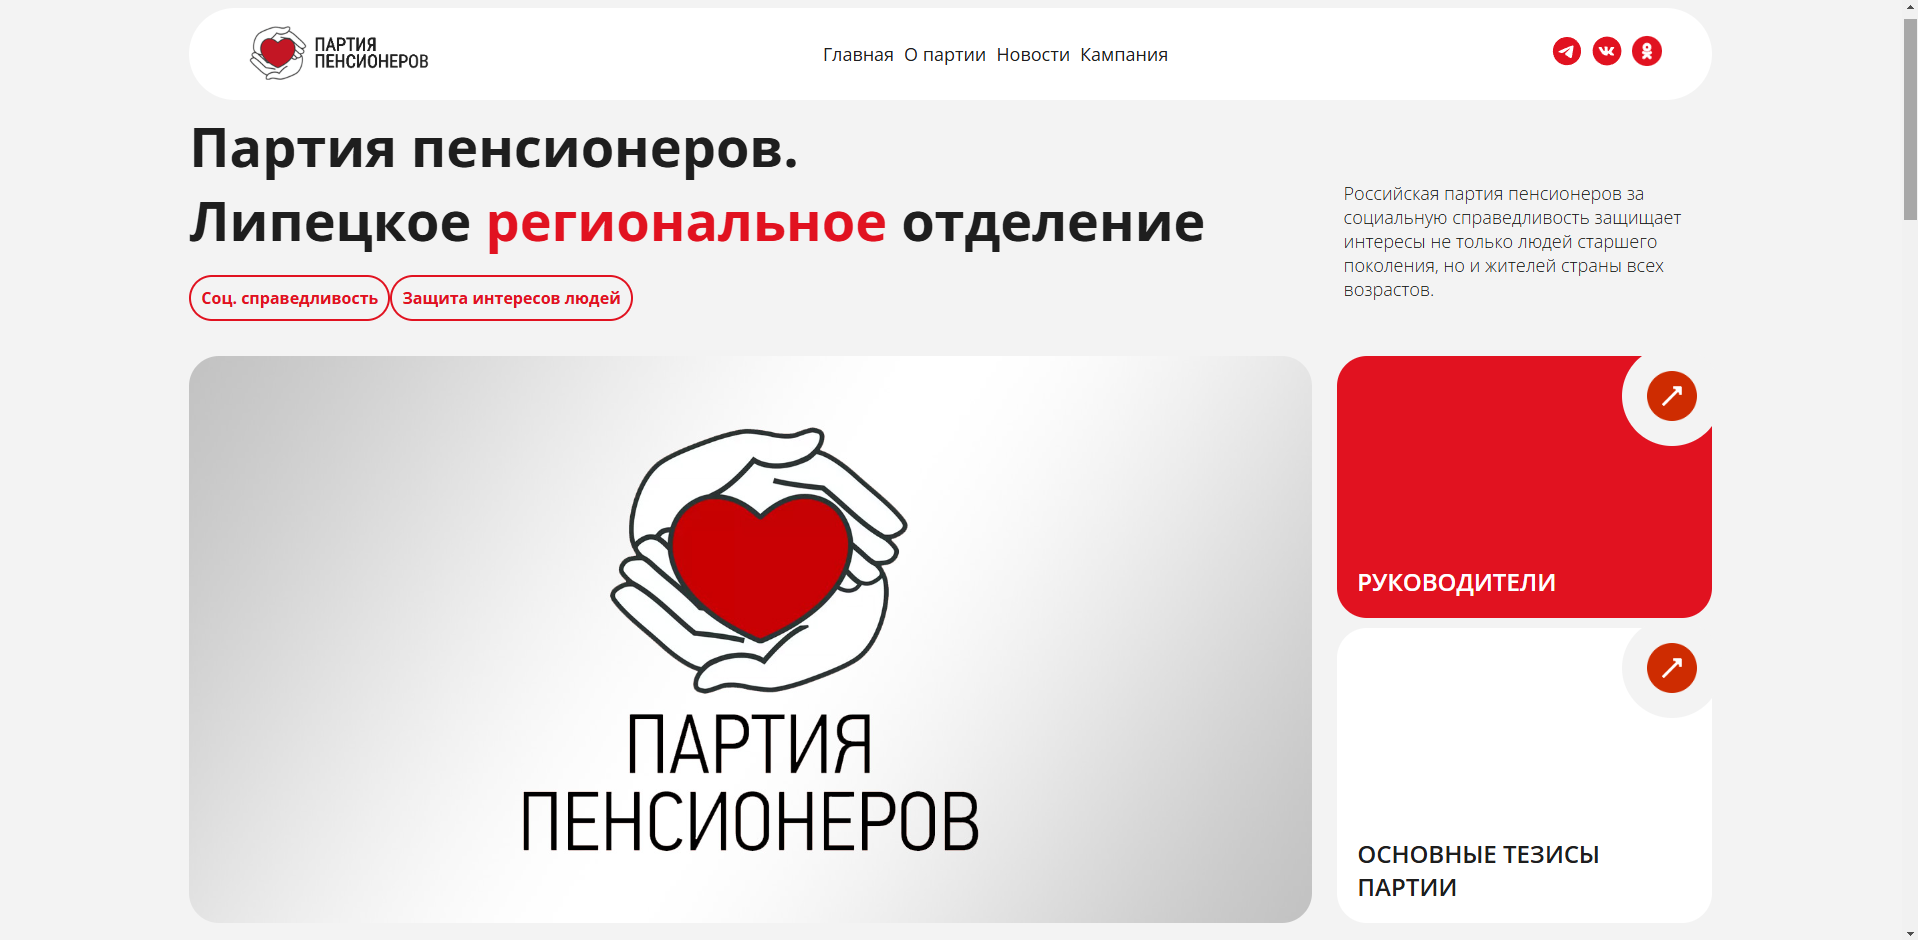 ПАРТИЯ
ПЕНСИОНЕРОВ
Главная О партии Новости Кампания
Партия пенсионеров.
Липецкое региональное отделение
Соц. справедливость
Защита интересов людей
Российская партия пенсионеров за
социальную справедливость защищает
интересы не только людей старшего
поколения, но и жителей страны всех
возрастов.
ПАРТИЯ
ПЕНСИОНЕРОВ
РУКОВОДИТЕЛИ
ОСНОВНЫЕ ТЕЗИСЫ
ПАРТИИ